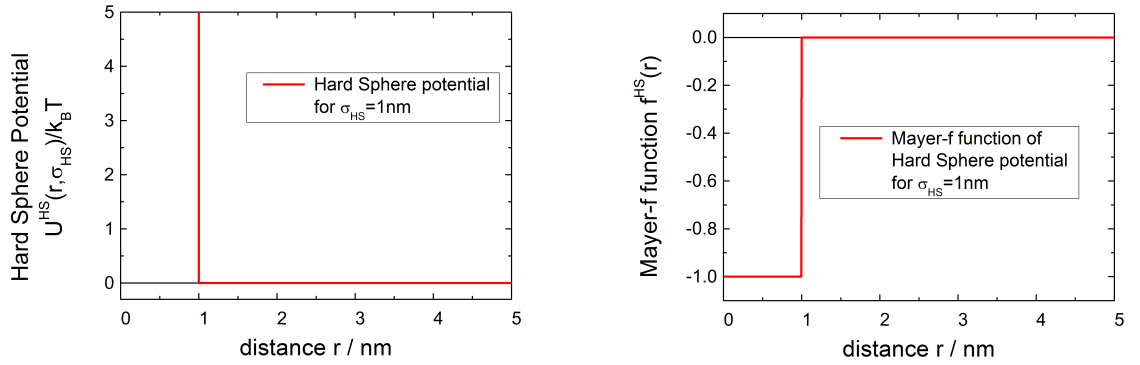 Hard Sphere Potential
U^HS(r,σ_HS)/k_BT
5
4
3
2
1
0
Hard Sphere potential
for σ_HS=1nm
0 1 2 3 4 5
distance r / nm
Mayer-f function f^HS(r)
0.0
-0.2
-0.4
-0.6
-0.8
-1.0
Mayer-f function of
Hard Sphere potential
for σ_HS=1nm
0 1 2 3 4 5
distance r / nm